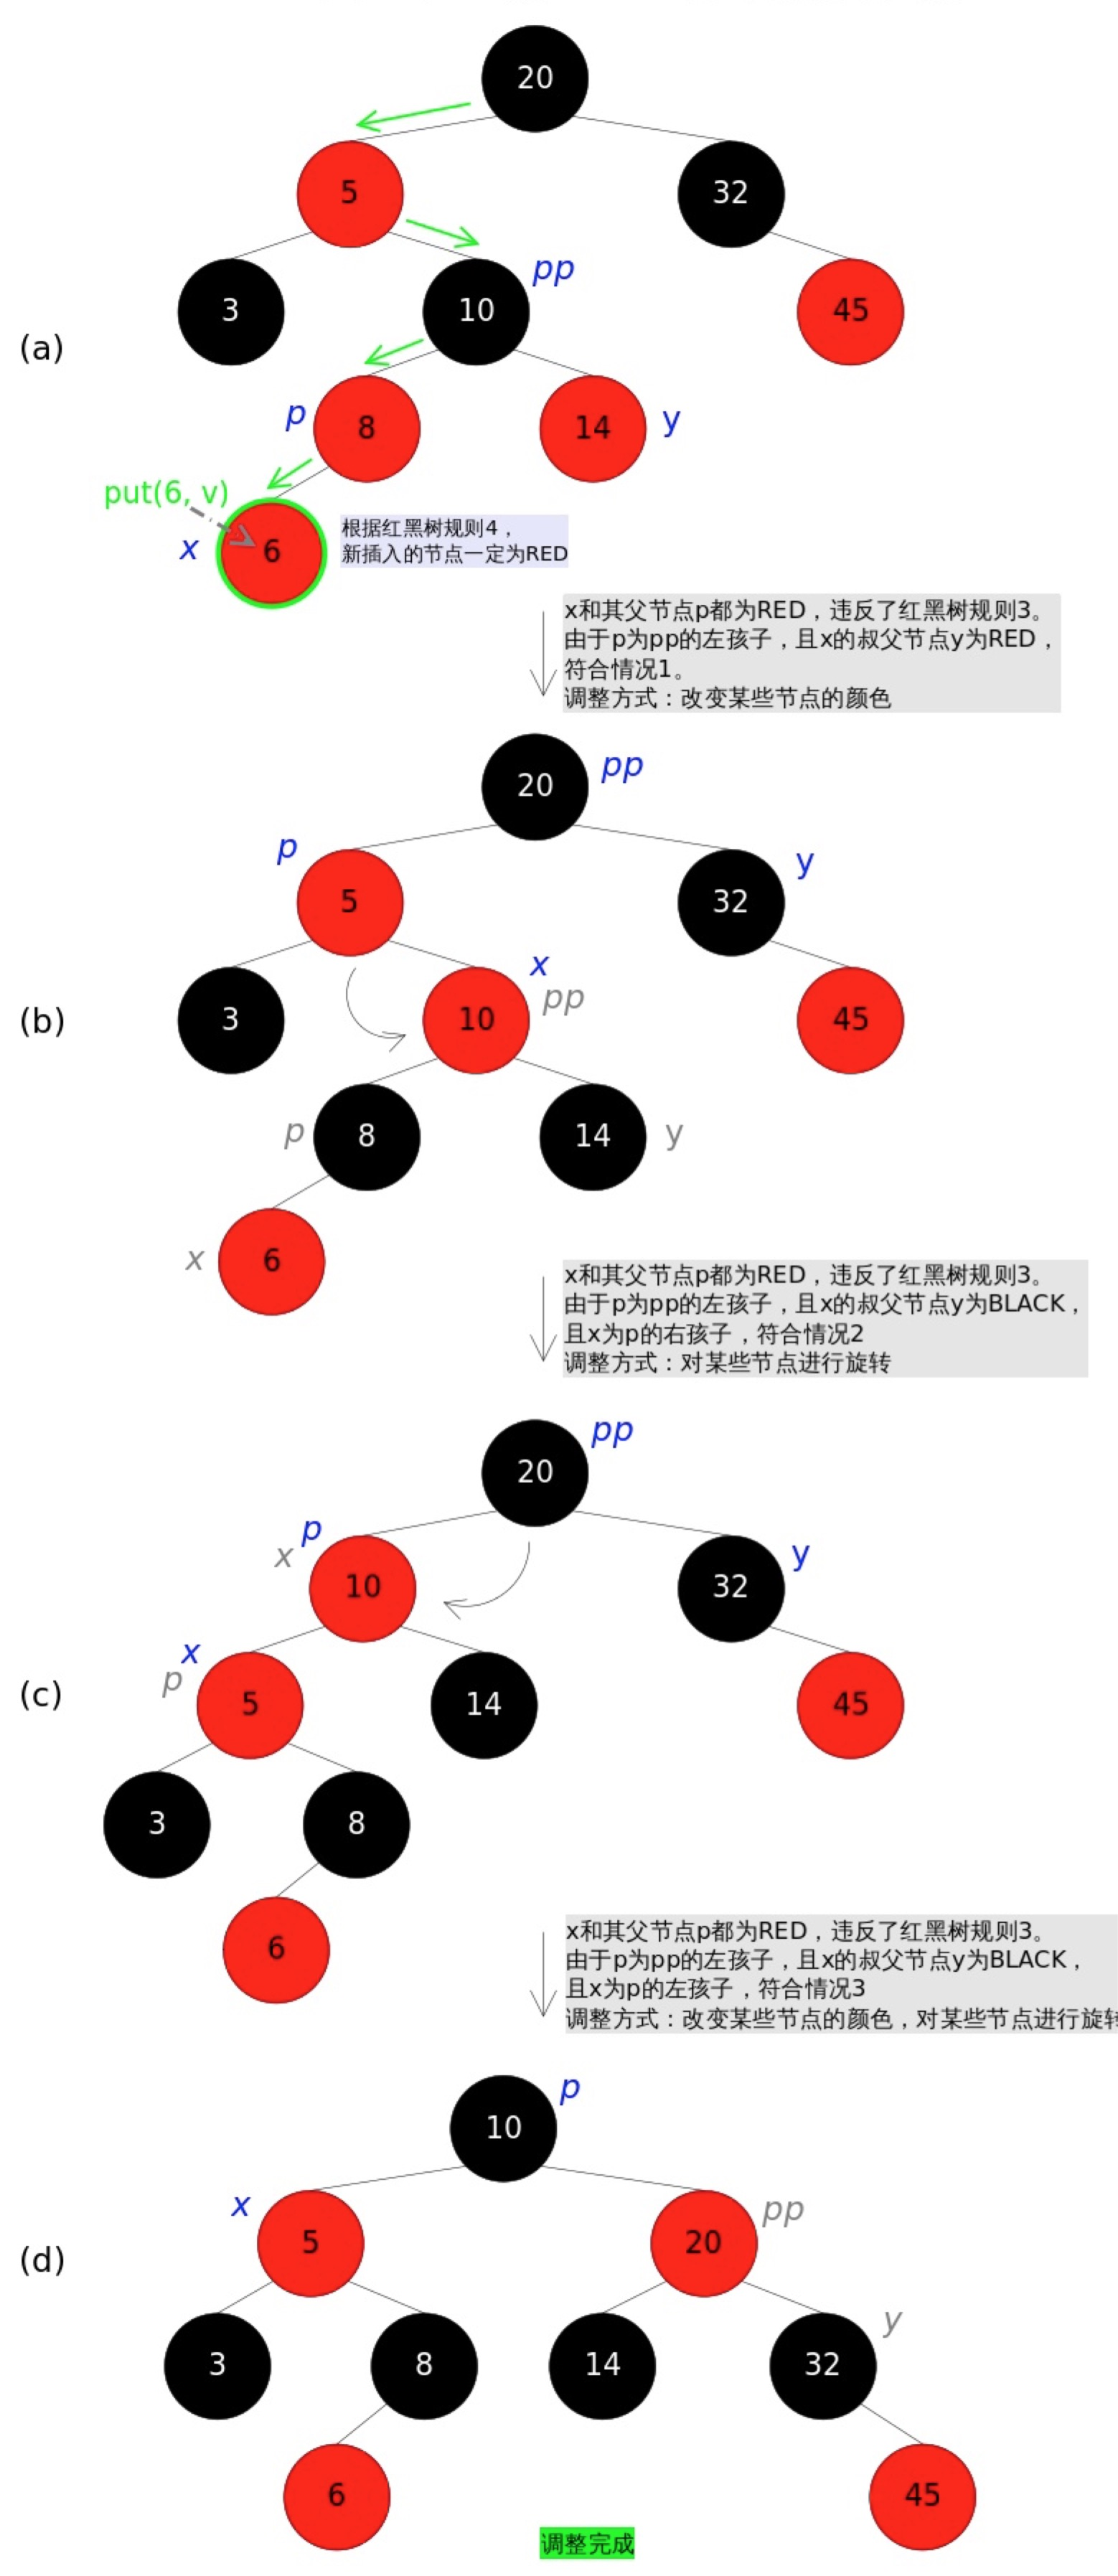 20
5
32
pp
3
10
45
(a)
p
8
14
y
put(6, v)
x
6
根据红黑树规则4，
新插入的节点一定为RED
x和其父节点p都为RED，违反了红黑树规则3。
由于p为pp的左孩子，且x的叔父节点y为RED，
符合情况1。
调整方式：改变某些节点的颜色
20
pp
p
5
32
y
x
pp
3
10
45
(b)
p
8
14
y
x
6
x和其父节点p都为RED，违反了红黑树规则3。
由于p为pp的左孩子，且x的叔父节点y为BLACK，
且x为p的右孩子，符合情况2
调整方式：对某些节点进行旋转
pp
20
p
x
10
32
y
x
p
(c)
5
14
45
3
8
6
x和其父节点p都为RED，违反了红黑树规则3。
由于p为pp的左孩子，且x的叔父节点y为BLACK，
且x为p的左孩子，符合情况3
调整方式：改变某些节点的颜色，对某些节点进行旋转
p
10
x
5
20
pp
(d)
y
3
8
14
32
6
45
调整完成